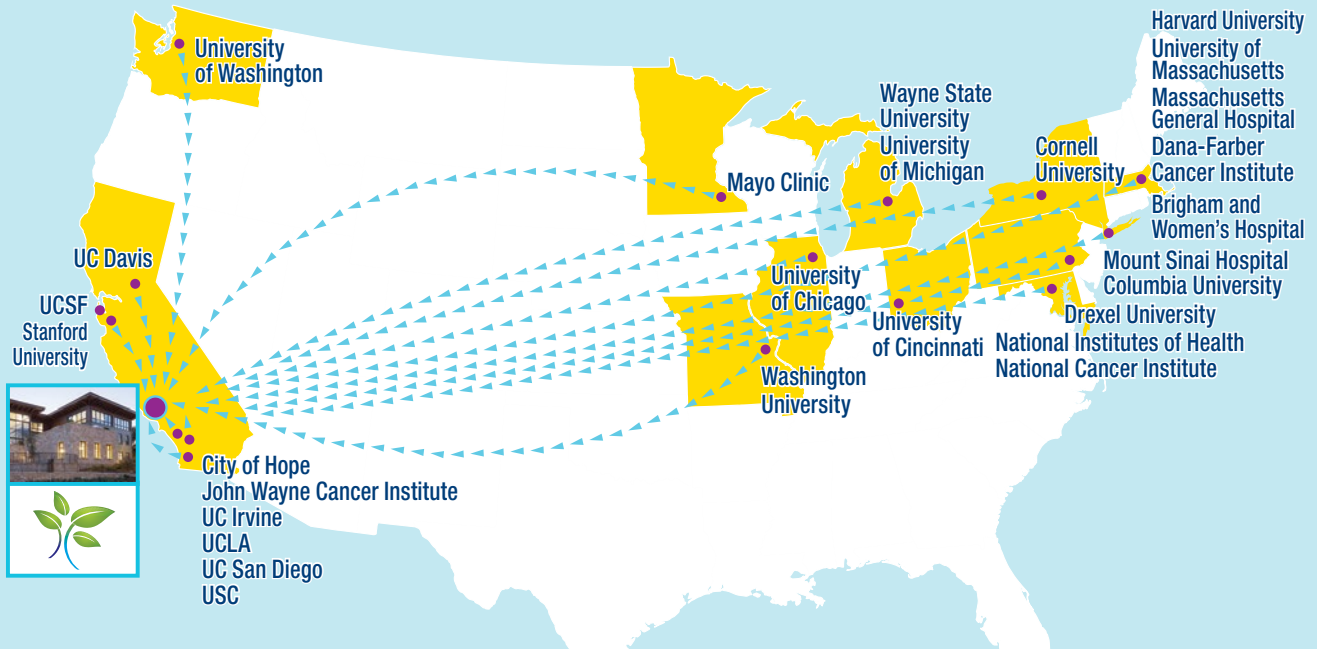 University
of Washington
UC Davis
UCSF
Stanford
University
City of Hope
John Wayne Cancer Institute
UC Irvine
UCLA
UC San Diego
USC
Mayo Clinic
University
of Chicago
Washington
University
Wayne State
University
University
of Michigan
University
of Cincinnati
Cornell
University
Harvard University
University of
Massachusetts
Massachusetts
General Hospital
Dana-Farber
Cancer Institute
Brigham and
Women's Hospital
Mount Sinai Hospital
Columbia University
Drexel University
National Institutes of Health
National Cancer Institute